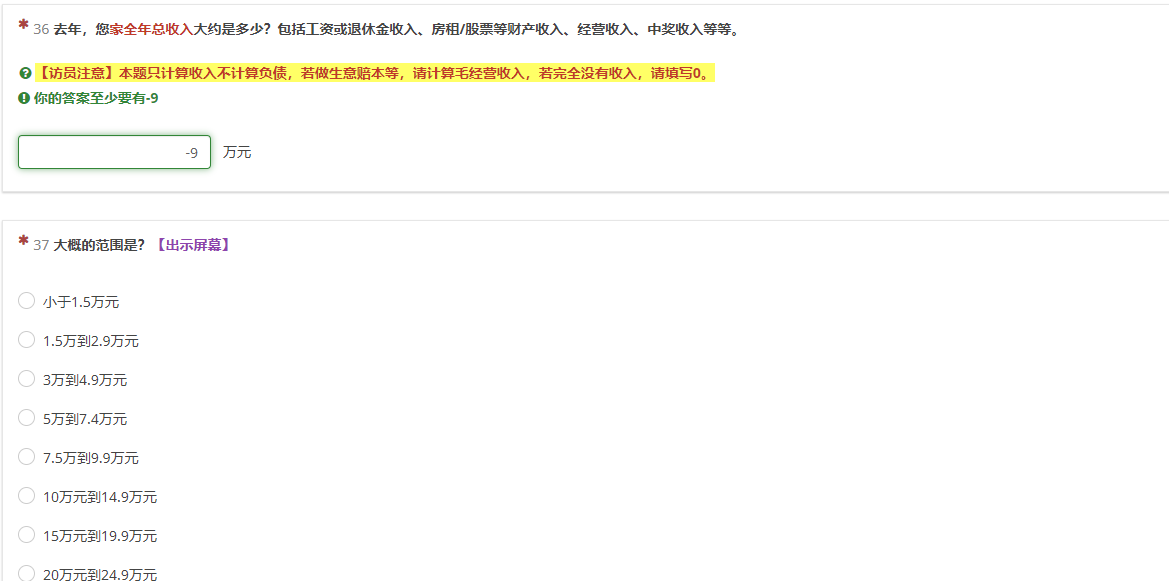 * 36 去年，您家全年总收入大约是多少？包括工资或退休金收入、房租/股票等财产收入、经营收入、中奖收入等等。
【访员注意】本题只计算收入不计算负债，若做生意赔本等，请计算毛经营收入，若完全没有收入，请填写0。
你的答案至少要有-9
-9 万元
* 37 大概的范围是？【出示屏幕】
小于1.5万元
1.5万到2.9万元
3万到4.9万元
5万到7.4万元
7.5万到9.9万元
10万元到14.9万元
15万元到19.9万元
20万元到24.9万元